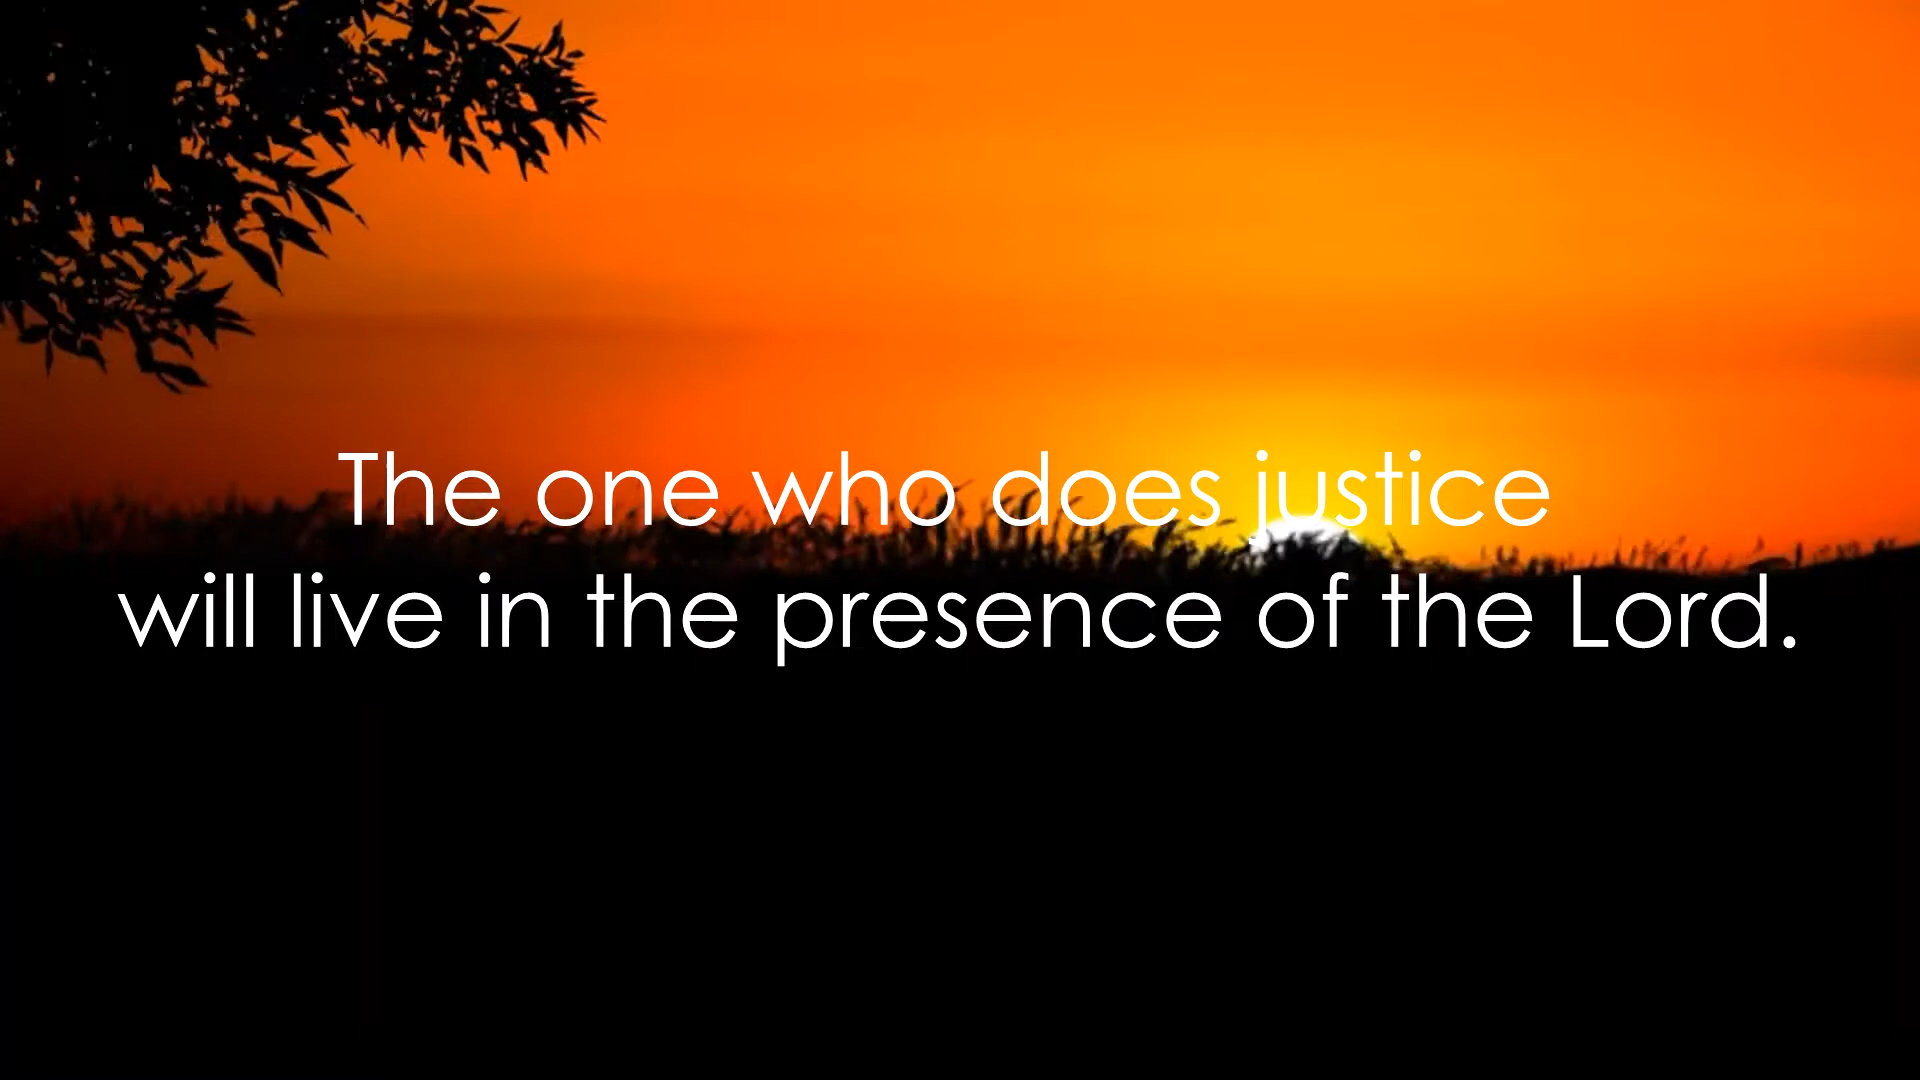 The one who does justice
will live in the presence of the Lord.